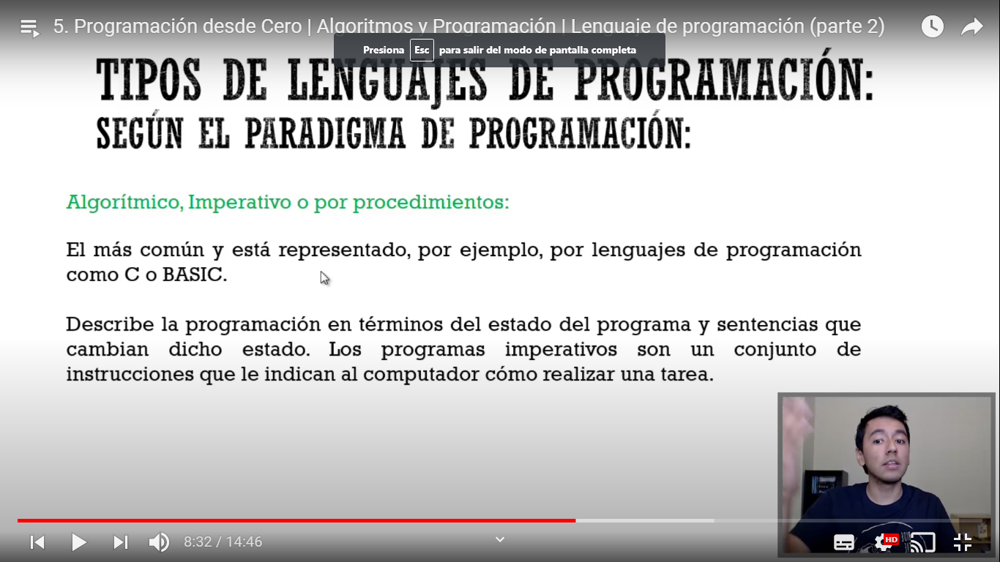 5. Programación desde Cero | Algoritmos y Programación | Lenguaje de programación (parte 2)
Presiona Esc para salir del modo de pantalla completa
TIPOS DE LENGUAJES DE PROGRAMACIÓN:
SEGÚN EL PARADIGMA DE PROGRAMACIÓN:
Algorítmico, Imperativo o por procedimientos:
El más común y está representado, por ejemplo, por lenguajes de programación
como C o BASIC.
Describe la programación en términos del estado del programa y sentencias que
cambian dicho estado. Los programas imperativos son un conjunto de
instrucciones que le indican al computador cómo realizar una tarea.
8:32 / 14:46
HD